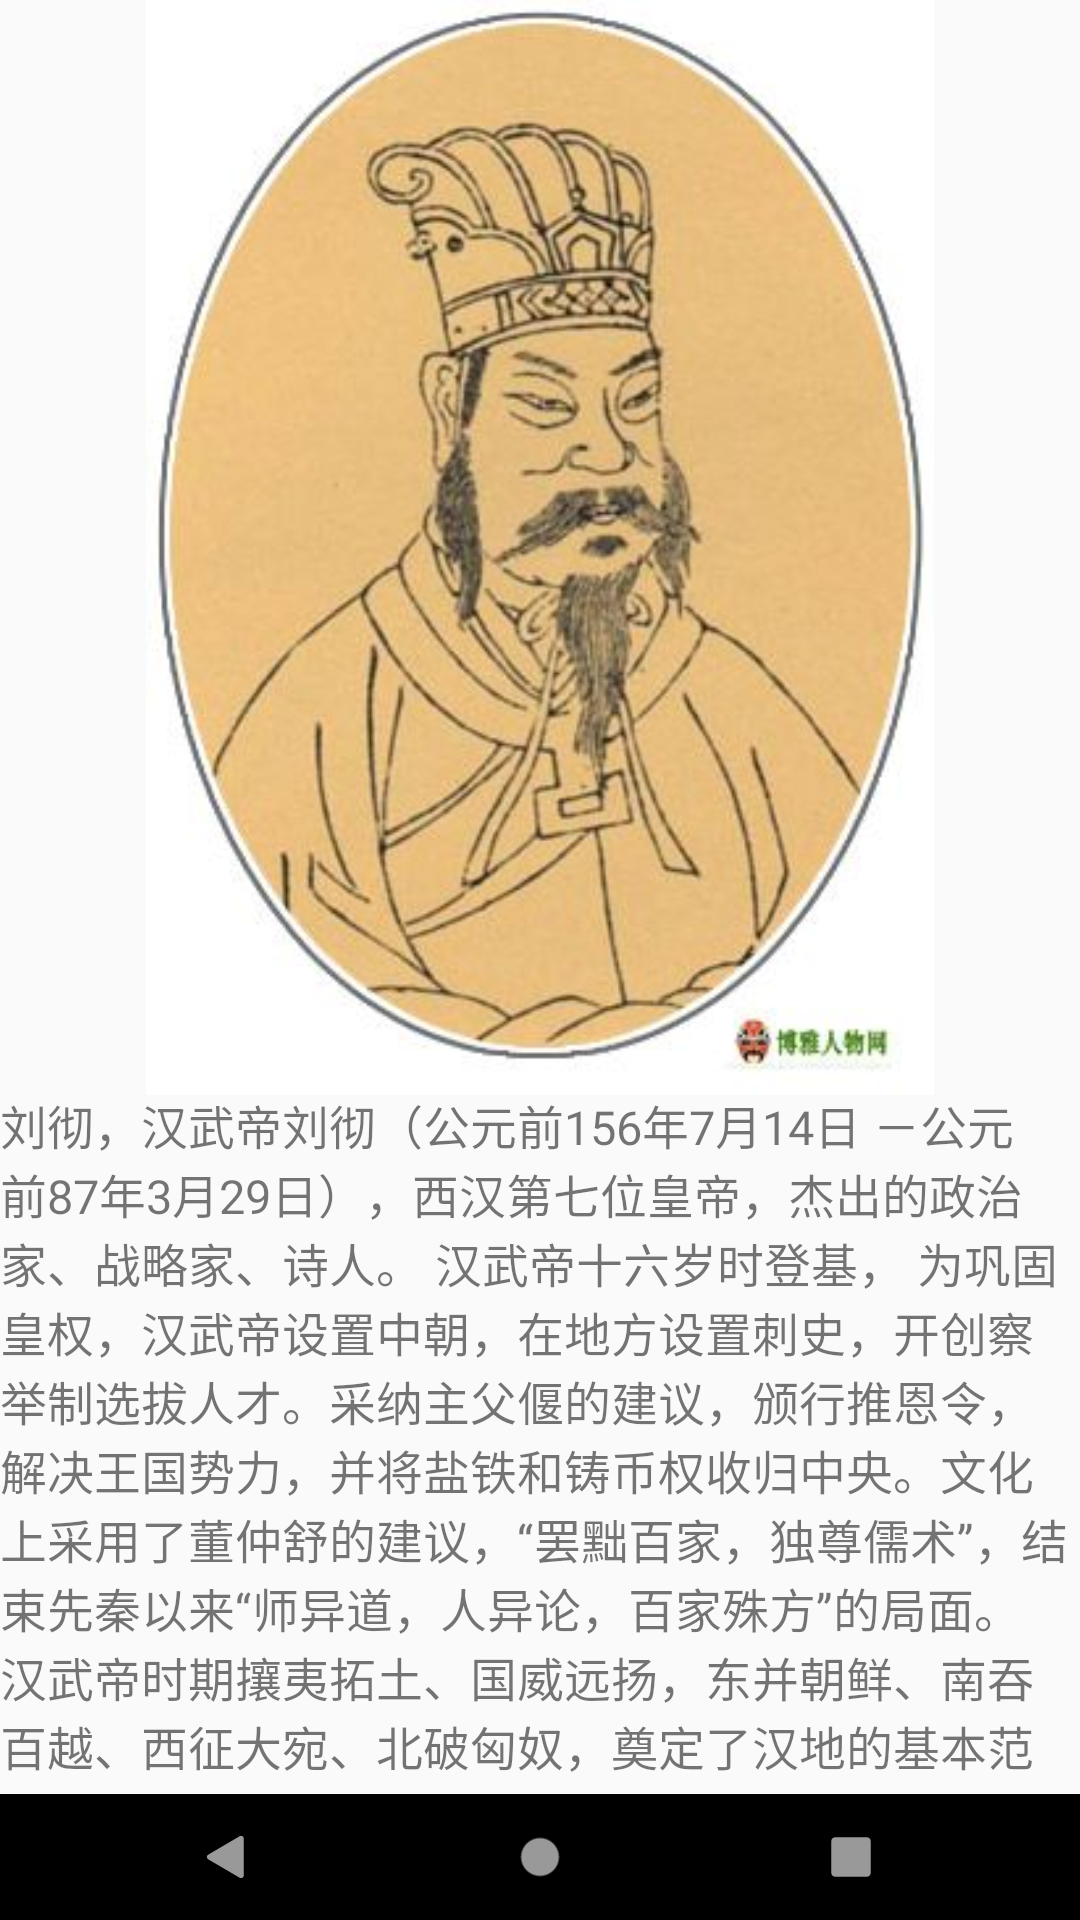 博雅人物网
刘彻，汉武帝刘彻（公元前156年7月14日 －公元
前87年3月29日），西汉第七位皇帝，杰出的政治
家、战略家、诗人。 汉武帝十六岁时登基， 为巩固
皇权，汉武帝设置中朝，在地方设置刺史，开创察
举制选拔人才。采纳主父偃的建议，颁行推恩令，
解决王国势力，并将盐铁和铸币权收归中央。文化
上采用了董仲舒的建议，“罢黜百家，独尊儒术”，结
束先秦以来“师异道，人异论，百家殊方”的局面。
汉武帝时期攘夷拓土、国威远扬，东并朝鲜、南吞
百越、西征大宛、北破匈奴，奠定了汉地的基本范